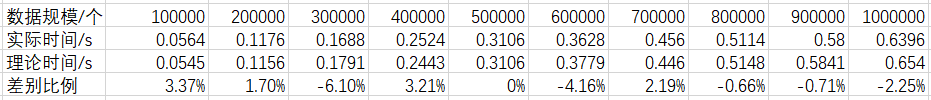 数据规模/个 100000 200000 300000 400000 500000 600000 700000 800000 900000 1000000
实际时间/s 0.0564 0.1176 0.1688 0.2524 0.3106 0.3628 0.456 0.5114 0.58 0.6396
理论时间/s 0.0545 0.1156 0.1791 0.2443 0.3106 0.3779 0.446 0.5148 0.5841 0.654
差别比例 3.37% 1.70% -6.10% 3.21% 0% -4.16% 2.19% -0.66% -0.71% -2.25%